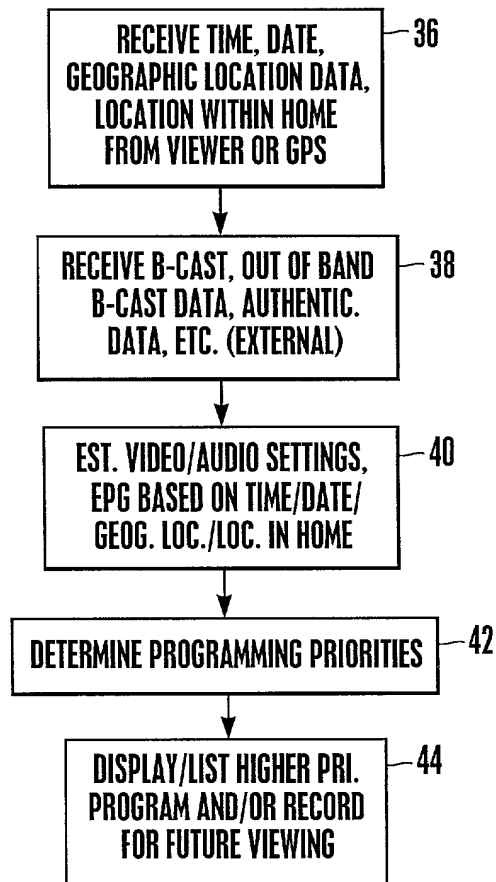 RECEIVE TIME, DATE,
GEOGRAPHIC LOCATION DATA,
LOCATION WITHIN HOME
FROM VIEWER OR GPS
36
RECEIVE B-CAST, OUT OF BAND
B-CAST DATA, AUTHENTIC.
DATA, ETC. (EXTERNAL)
38
EST. VIDEO/AUDIO SETTINGS,
EPG BASED ON TIME/DATE/
GEOG. LOC./LOC. IN HOME
40
DETERMINE PROGRAMMING PRIORITIES
42
DISPLAY/LIST HIGHER PRI.
PROGRAM AND/OR RECORD
FOR FUTURE VIEWING
44